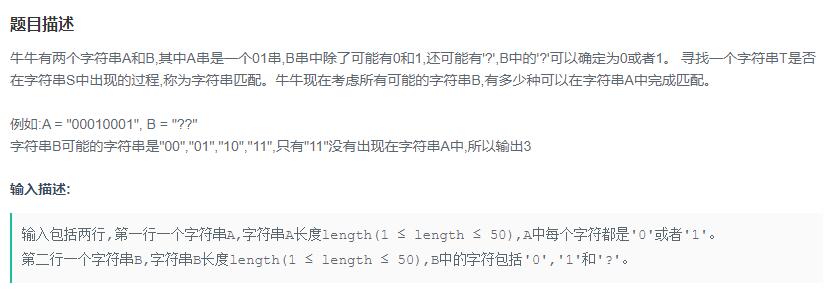 题目描述
牛牛有两个字符串A和B,其中A串是一个01串,B串中除了可能有0和1,还可能有'?',B中的'?'可以确定为0或者1。 寻找一个字符串T是否
在字符串S中出现的过程,称为字符串匹配。牛牛现在考虑所有可能的字符串B,有多少种可以在字符串A中完成匹配。
例如:A = "00010001", B = "??"
字符串B可能的字符串是"00","01","10","11",只有"11"没有出现在字符串A中,所以输出3
输入描述:
输入包括两行,第一行一个字符串A,字符串A长度length(1 ≤ length ≤ 50),A中每个字符都是'0'或者'1'。
第二行一个字符串B,字符串B长度length(1 ≤ length ≤ 50),B中的字符包括'0','1'和'?'。